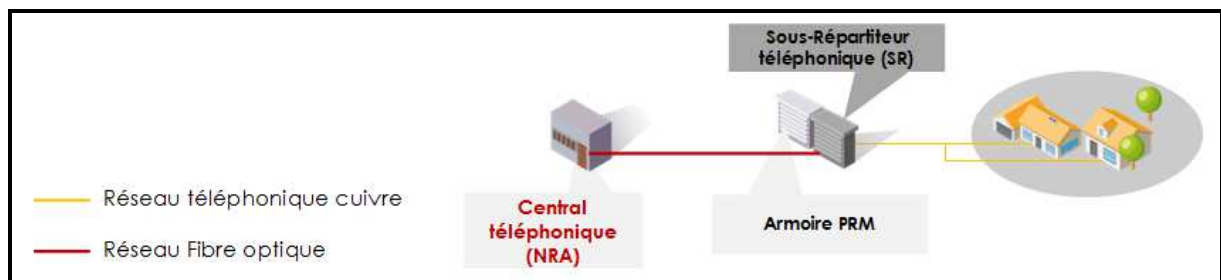 Sous-Répartiteur
téléphonique (SR)
Réseau téléphonique cuivre
Réseau Fibre optique
Central
téléphonique
(NRA)
Armoire PRM